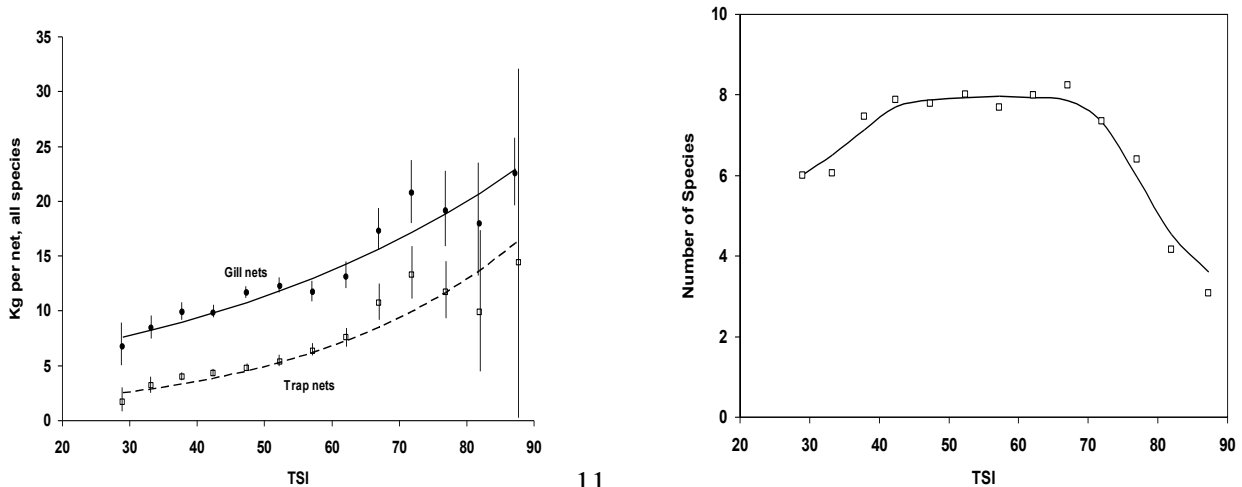 Kg per net, all species
35
30
25
20
15
10
5
0
Gill nets
Trap nets
20 30 40 50 60 70 80 90
TSI
11
Number of Species
10
8
6
4
2
0
20 30 40 50 60 70 80 90
TSI